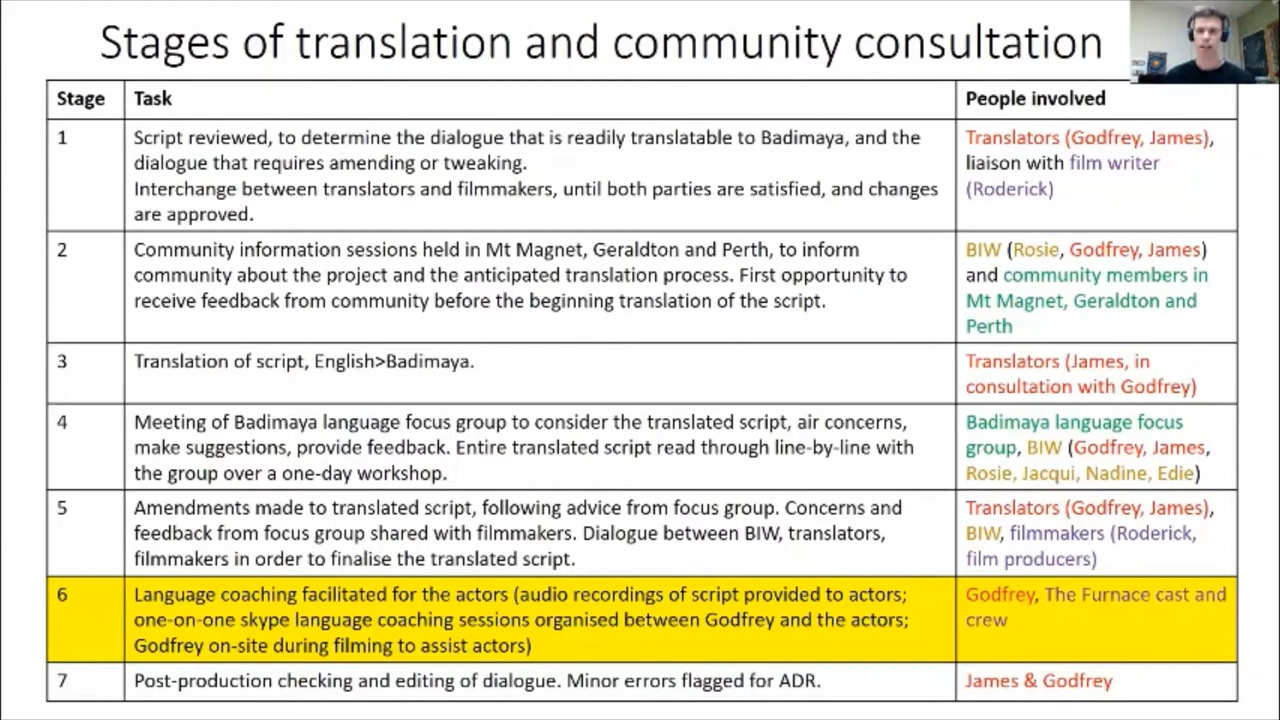 Stages of translation and community consultation
Stage Task People involved
1 Script reviewed, to determine the dialogue that is readily translatable to Badimaya, and the
dialogue that requires amending or tweaking.
Interchange between translators and filmmakers, until both parties are satisfied, and changes
are approved.
Translators (Godfrey, James),
liaison with film writer
(Roderick)
2 Community information sessions held in Mt Magnet, Geraldton and Perth, to inform
community about the project and the anticipated translation process. First opportunity to
receive feedback from community before the beginning translation of the script.
BIW (Rosie, Godfrey, James)
and community members in
Mt Magnet, Geraldton and
Perth
3 Translation of script, English>Badimaya.
Translators (James, in
consultation with Godfrey)
4 Meeting of Badimaya language focus group to consider the translated script, air concerns,
make suggestions, provide feedback. Entire translated script read through line-by-line with
the group over a one-day workshop.
Badimaya language focus
group, BIW (Godfrey, James,
Rosie, Jacqui, Nadine, Edie)
5 Amendments made to translated script, following advice from focus group. Concerns and
feedback from focus group shared with filmmakers. Dialogue between BIW, translators,
filmmakers in order to finalise the translated script.
Translators (Godfrey, James),
BIW, filmmakers (Roderick,
film producers)
6 Language coaching facilitated for the actors (audio recordings of script provided to actors;
one-on-one skype language coaching sessions organised between Godfrey and the actors;
Godfrey on-site during filming to assist actors)
Godfrey, The Furnace cast and
crew
7 Post-production checking and editing of dialogue. Minor errors flagged for ADR.
James & Godfrey